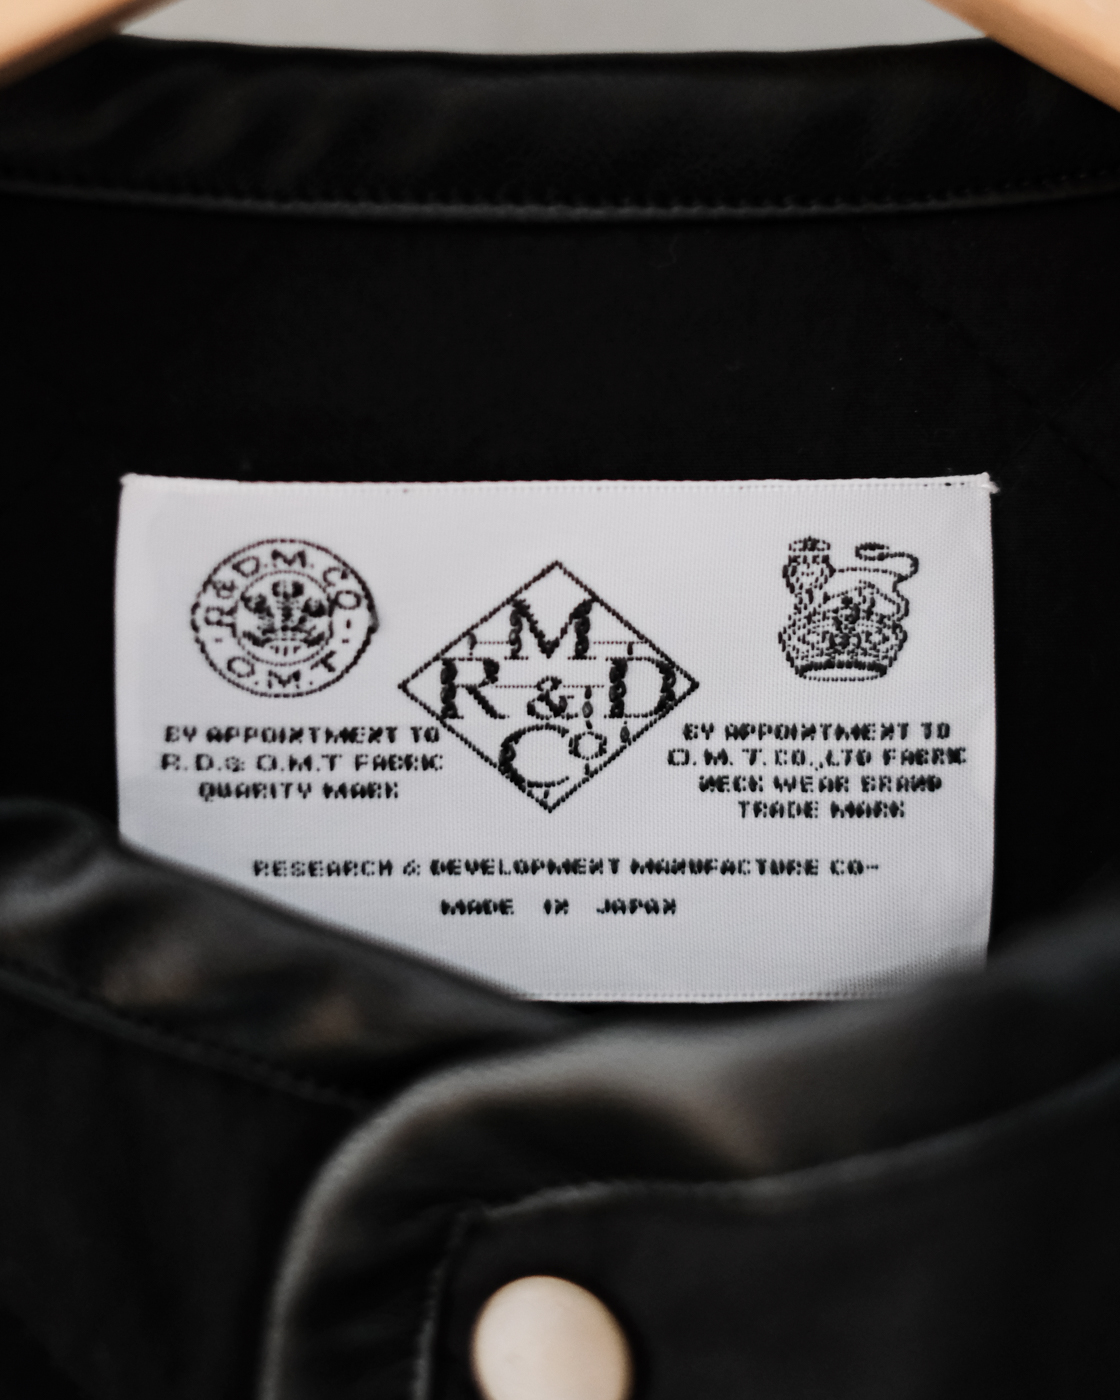 R.&D.M.CO-
O.M.T.
M
R & D
Co
BY APPOINTMENT TO
R.D.& O.M.T FABRIC
QUARITY MARK
BY APPOINTMENT TO
O.M.T.CO.,LTD FABRIC
NECK WEAR BRAND
TRADE MARK
RESEARCH & DEVELOPMENT MANUFACTURE CO-
MADE IN JAPAN